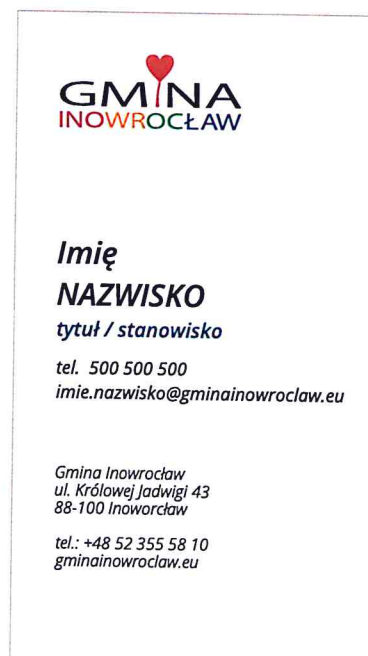 GMINA
INOWROCŁAW
Imię
NAZWISKO
tytuł / stanowisko
tel. 500 500 500
imie.nazwisko@gminainowroclaw.eu
Gmina Inowrocław
ul. Królowej Jadwigi 43
88-100 Inoworcław
tel.: +48 52 355 58 10
gminainowroclaw.eu